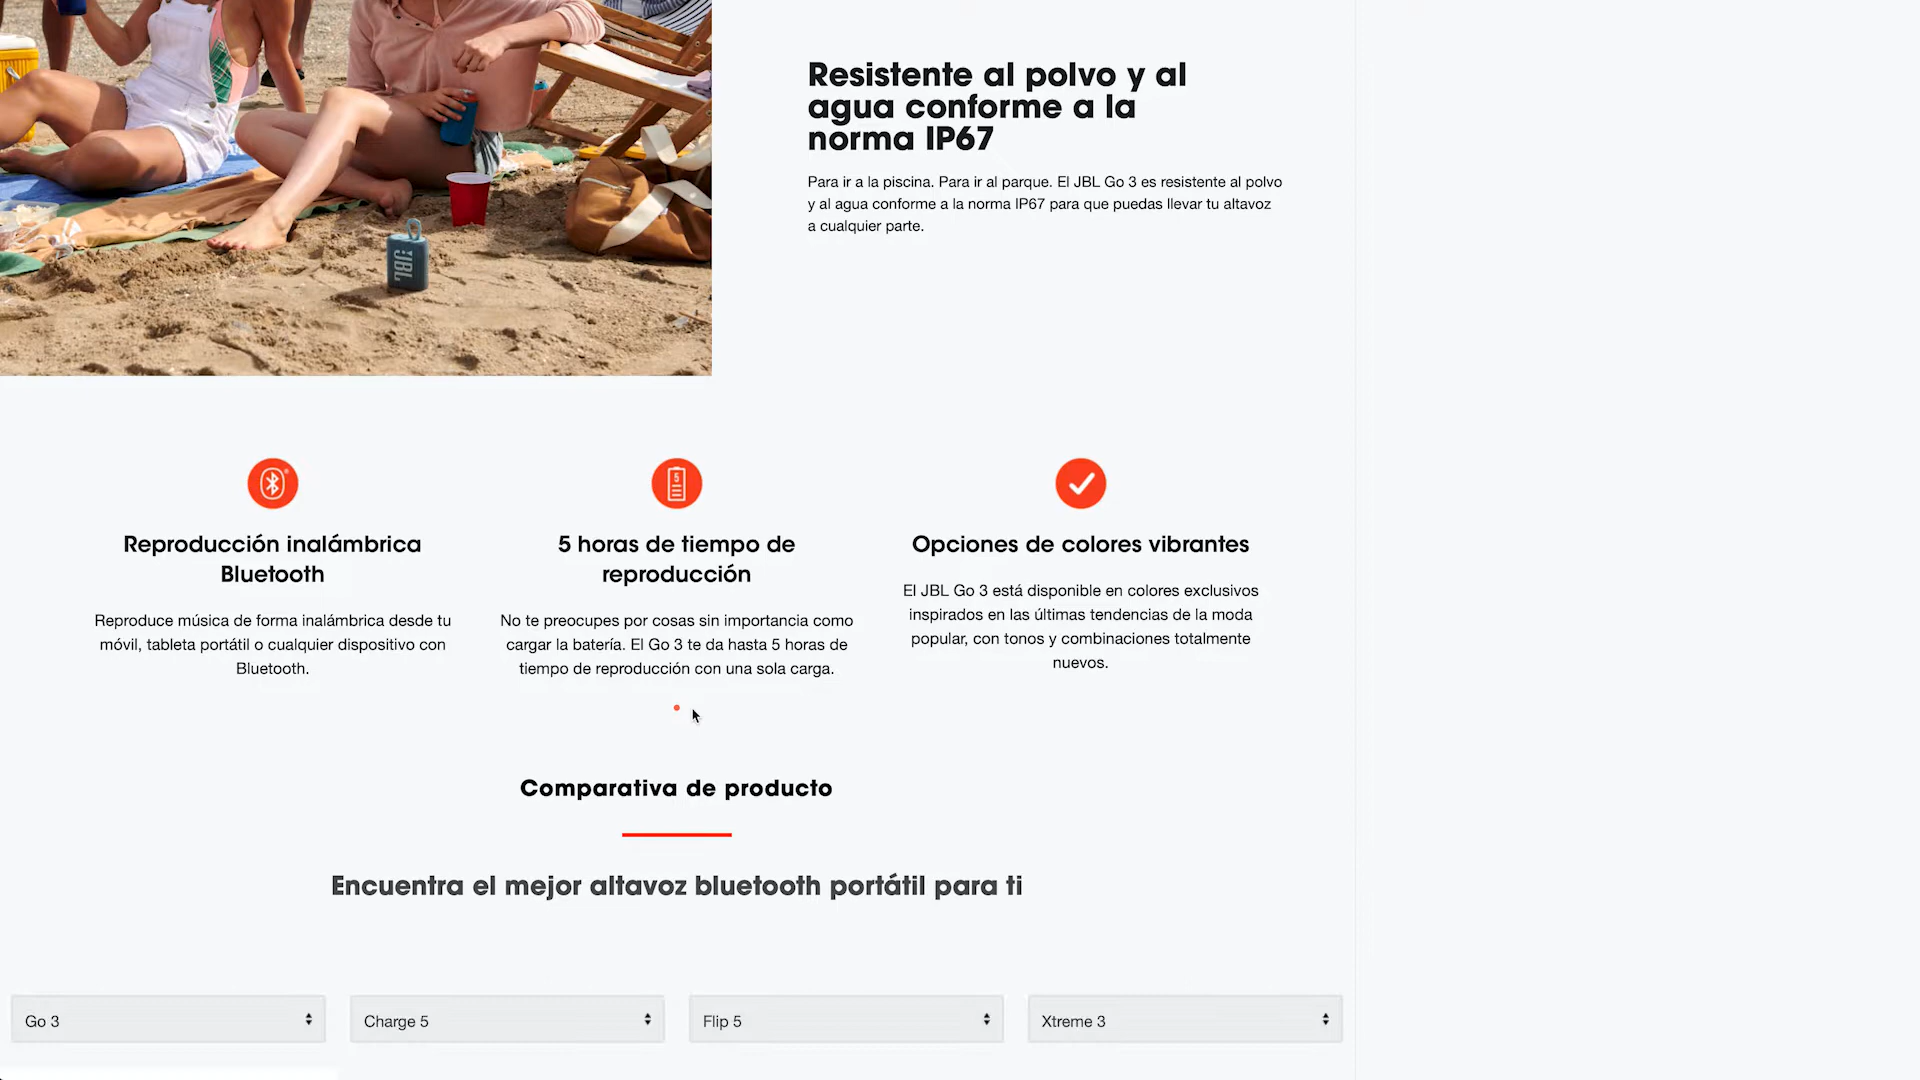 Resistente al polvo y al
agua conforme a la
norma IP67
Para ir a la piscina. Para ir al parque. El JBL Go 3 es resistente al polvo
y al agua conforme a la norma IP67 para que puedas llevar tu altavoz
a cualquier parte.
JBL
5
Reproducción inalámbrica
Bluetooth
Reproduce música de forma inalámbrica desde tu
móvil, tableta portátil o cualquier dispositivo con
Bluetooth.
5 horas de tiempo de
reproducción
No te preocupes por cosas sin importancia como
cargar la batería. El Go 3 te da hasta 5 horas de
tiempo de reproducción con una sola carga.
Opciones de colores vibrantes
El JBL Go 3 está disponible en colores exclusivos
inspirados en las últimas tendencias de la moda
popular, con tonos y combinaciones totalmente
nuevos.
Comparativa de producto
Encuentra el mejor altavoz bluetooth portátil para ti
Go 3
Charge 5
Flip 5
Xtreme 3